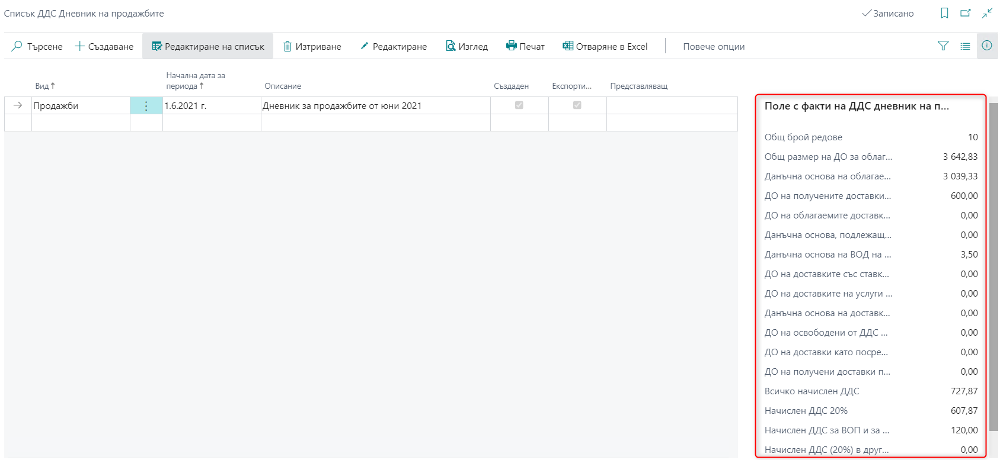 Списък ДДС Дневник на продажбите
Записано
Търсене Създаване Редактиране на списък Изтриване Редактиране Изглед Печат Отваряне в Excel Повече опции
Вид↑ Начална дата за периода↑ Описание Създаден Експорти... Представляващ
Продажби 1.6.2021 г. Дневник за продажбите от юни 2021
Поле с факти на ДДС дневник на п...
Общ брой редове 10
Общ размер на ДО за облаг... 3 642,83
Данъчна основа на облагае... 3 039,33
ДО на получените доставки... 600,00
ДО на облагаемите доставк... 0,00
Данъчна основа, подлежащ... 0,00
Данъчна основа на ВОД на ... 3,50
ДО на доставките със ставк... 0,00
ДО на доставките на услуги ... 0,00
Данъчна основа на доставк... 0,00
ДО на освободени от ДДС ... 0,00
ДО на доставки като посре... 0,00
ДО на получени доставки п... 0,00
Всичко начислен ДДС 727,87
Начислен ДДС 20% 607,87
Начислен ДДС за ВОП и за ... 120,00
Начислен ДДС (20%) в друг... 0,00